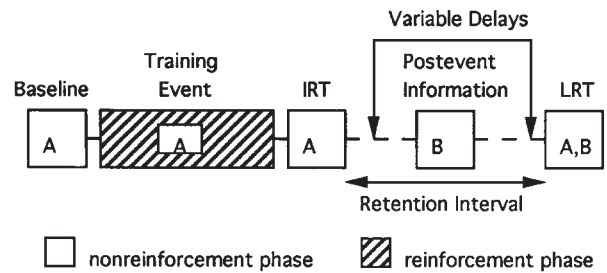 Variable Delays
Training
Event
Postevent
Information
Baseline
IRT
LRT
A
A
A
B
A,B
Retention Interval
nonreinforcement phase
reinforcement phase